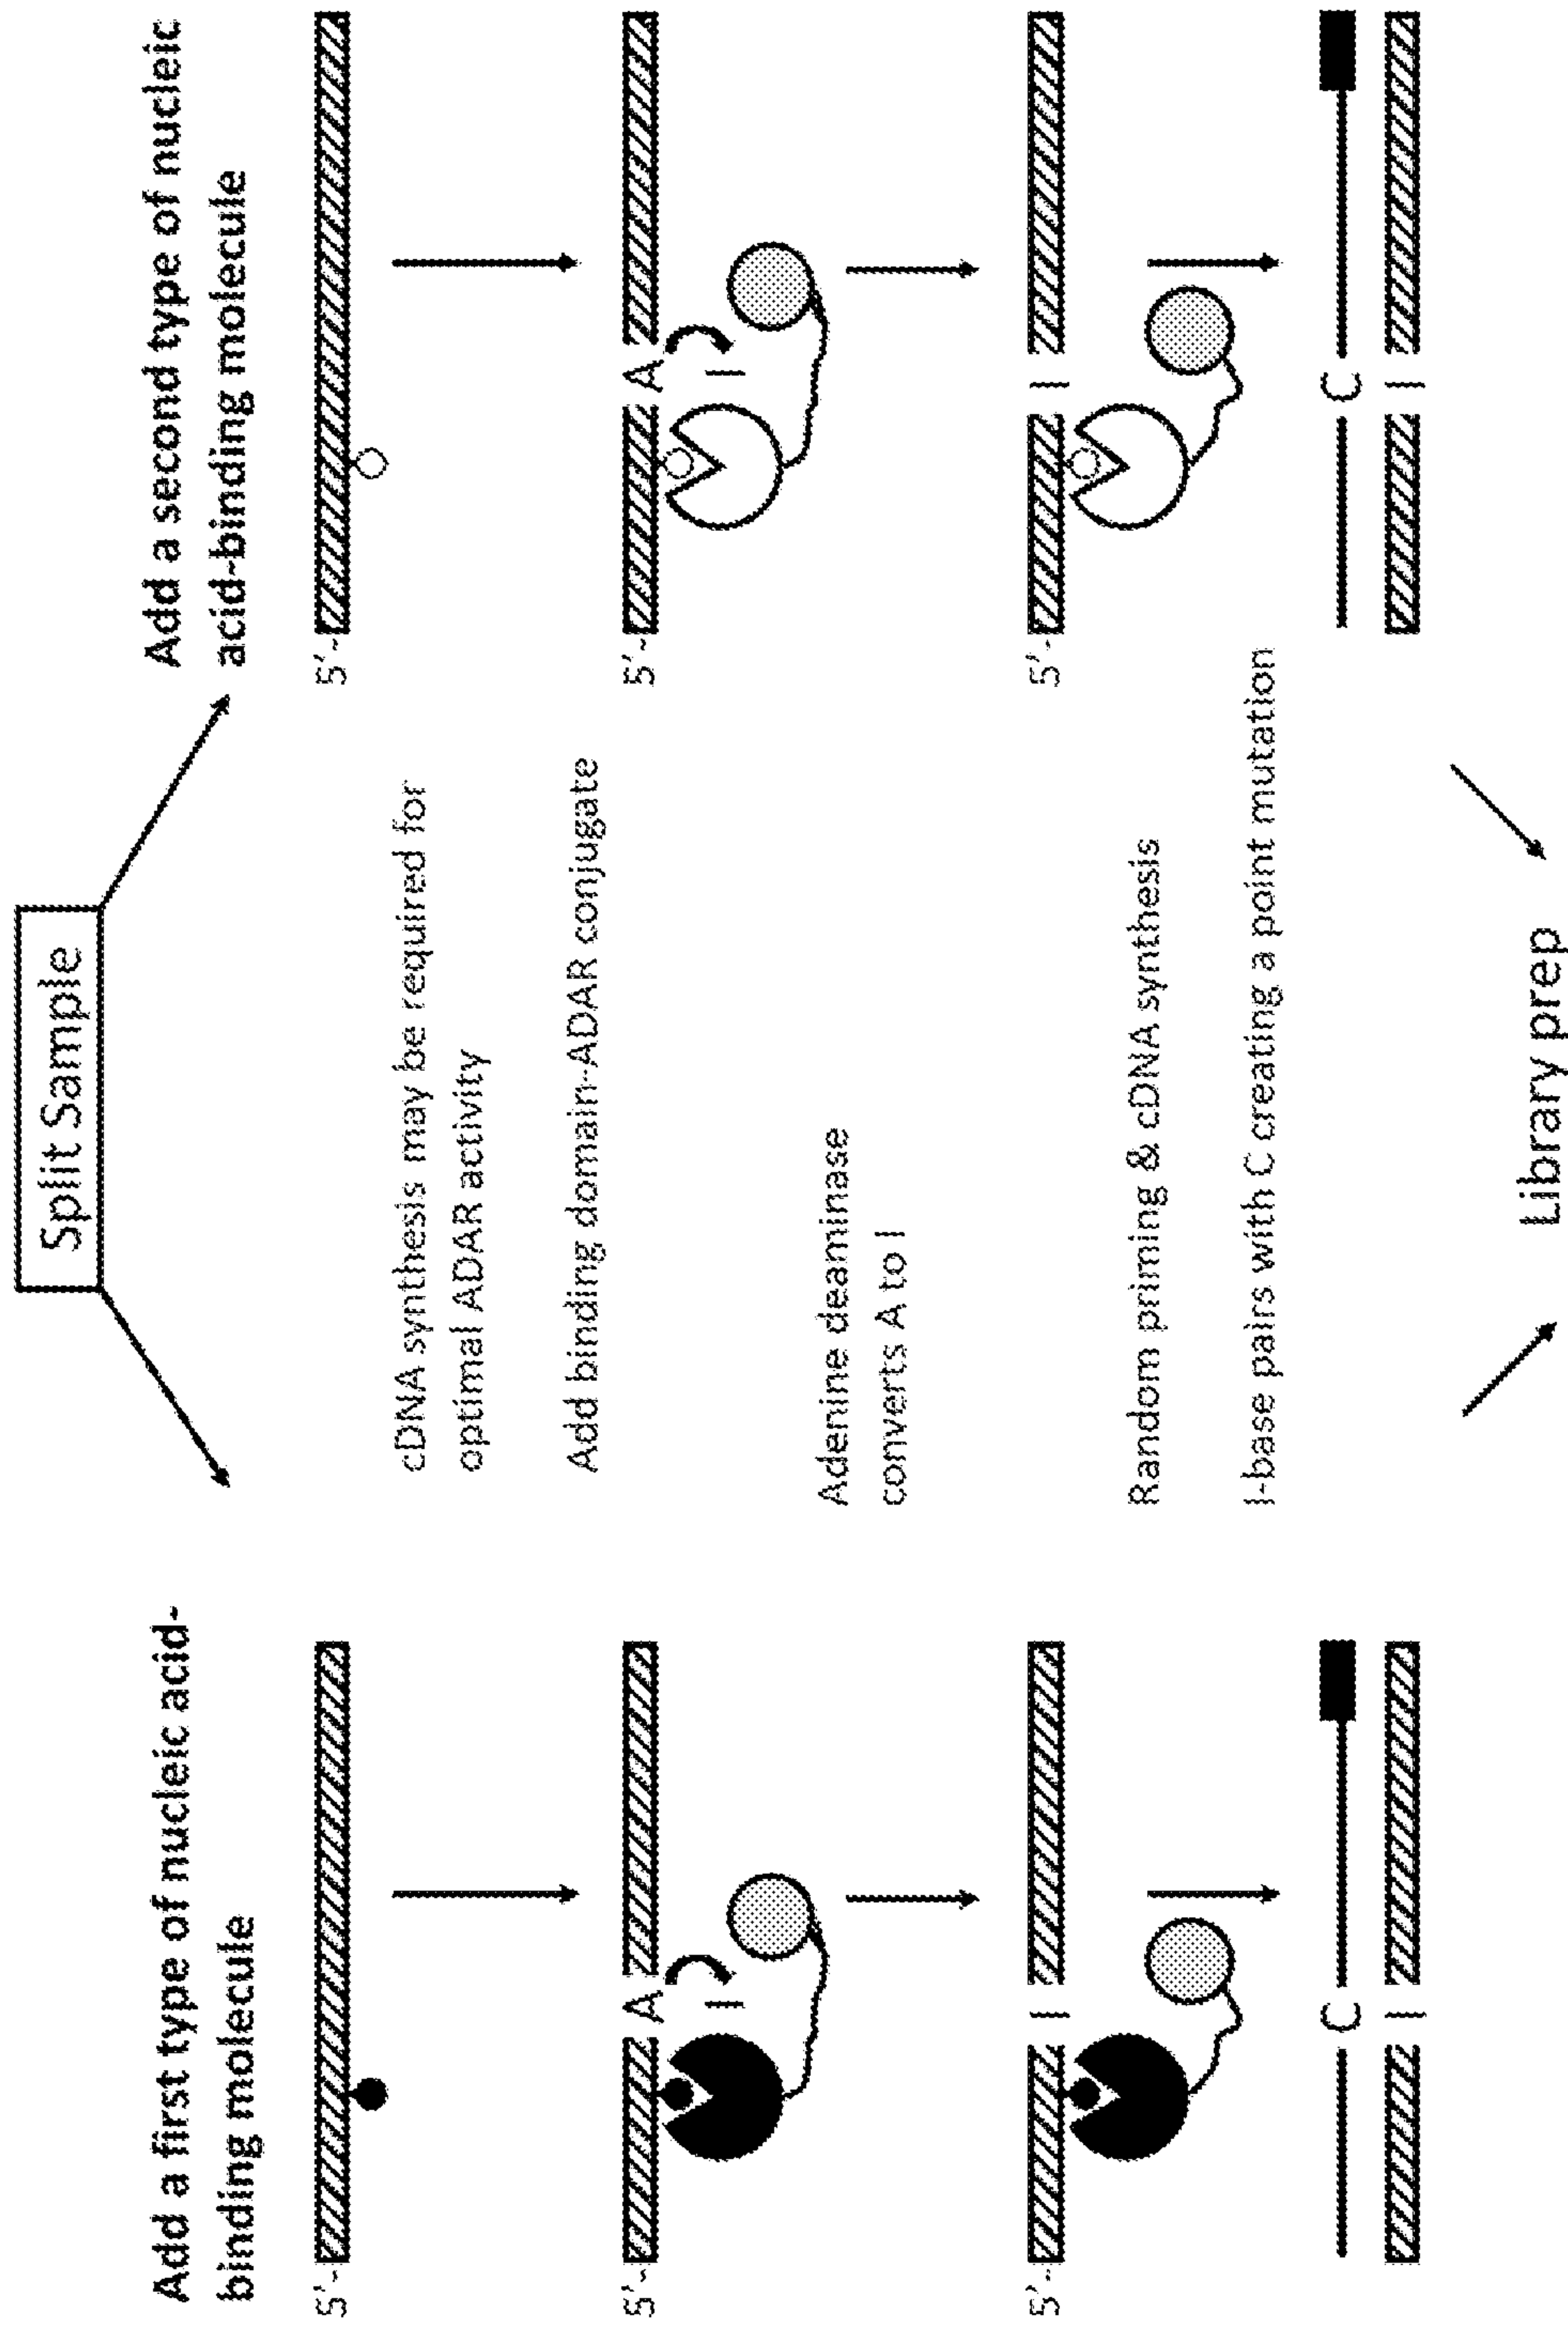 Split Sample
Add a first type of nucleic acid-
binding molecule
Add a second type of nucleic
acid-binding molecule
5'-
5'-
cDNA synthesis may be required for
optimal ADAR activity
Add binding domain-ADAR conjugate
5'-
A
I
5'-
A
I
Adenine deaminase
converts A to I
5'-
I
5'-
I
Random priming & cDNA synthesis
I-base pairs with C creating a point mutation
C
I
C
I
Library prep